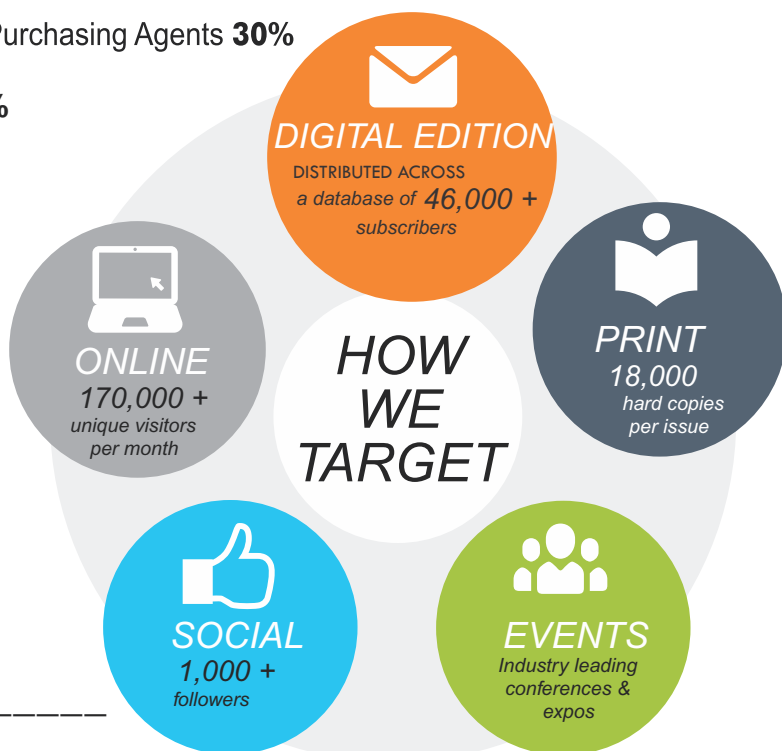 Purchasing Agents 30%
%
DIGITAL EDITION
DISTRIBUTED ACROSS
a database of 46,000 +
subscribers
PRINT
18,000
hard copies
per issue
ONLINE
170,000 +
unique visitors
per month
HOW
WE
TARGET
SOCIAL
1,000 +
followers
EVENTS
Industry leading
conferences &
expos